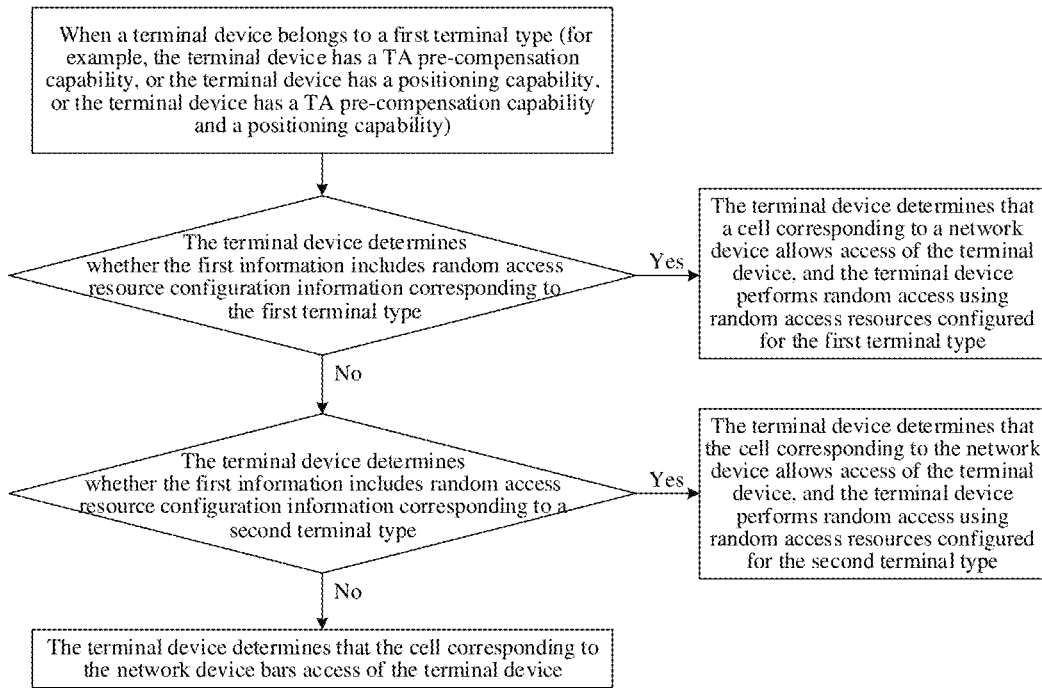 When a terminal device belongs to a first terminal type (for
example, the terminal device has a TA pre-compensation
capability, or the terminal device has a positioning capability,
or the terminal device has a TA pre-compensation capability
and a positioning capability)
The terminal device determines
whether the first information includes random access
resource configuration information corresponding to
the first terminal type
Yes
The terminal device determines that
a cell corresponding to a network
device allows access of the terminal
device, and the terminal device
performs random access using
random access resources configured
for the first terminal type
No
The terminal device determines
whether the first information includes random access
resource configuration information corresponding to a
second terminal type
Yes
The terminal device determines that
the cell corresponding to the network
device allows access of the terminal
device, and the terminal device
performs random access using
random access resources configured
for the second terminal type
No
The terminal device determines that the cell corresponding to
the network device bars access of the terminal device